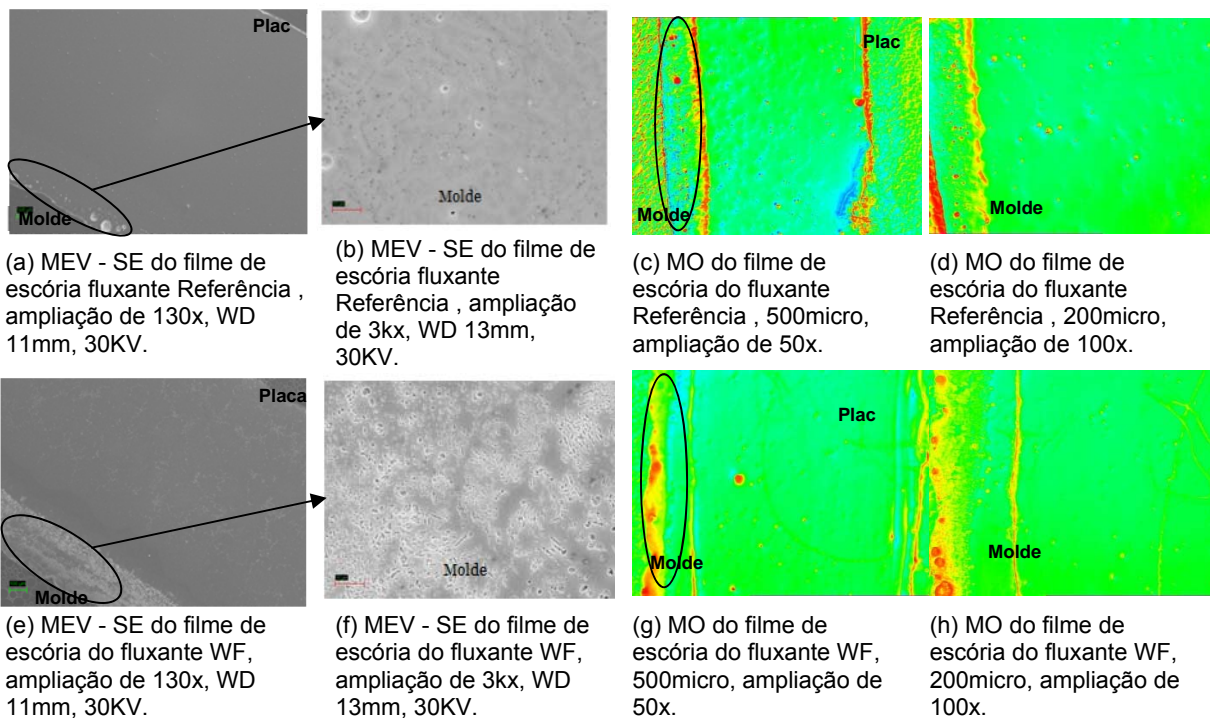 Plac
Molde
Molde
Plac
Molde
Molde
(a) MEV - SE do filme de
escória fluxante Referência ,
ampliação de 130x, WD
11mm, 30KV.
(b) MEV - SE do filme de
escória fluxante
Referência , ampliação
de 3kx, WD 13mm,
30KV.
(c) MO do filme de
escória do fluxante
Referência , 500micro,
ampliação de 50x.
(d) MO do filme de
escória do fluxante
Referência , 200micro,
ampliação de 100x.
Placa
Molde
Molde
Plac
Molde
Molde
(e) MEV - SE do filme de
escória do fluxante WF,
ampliação de 130x, WD
11mm, 30KV.
(f) MEV - SE do filme de
escória do fluxante WF,
ampliação de 3kx, WD
13mm, 30KV.
(g) MO do filme de
escória do fluxante WF,
500micro, ampliação de
50x.
(h) MO do filme de
escória do fluxante WF,
200micro, ampliação de
100x.